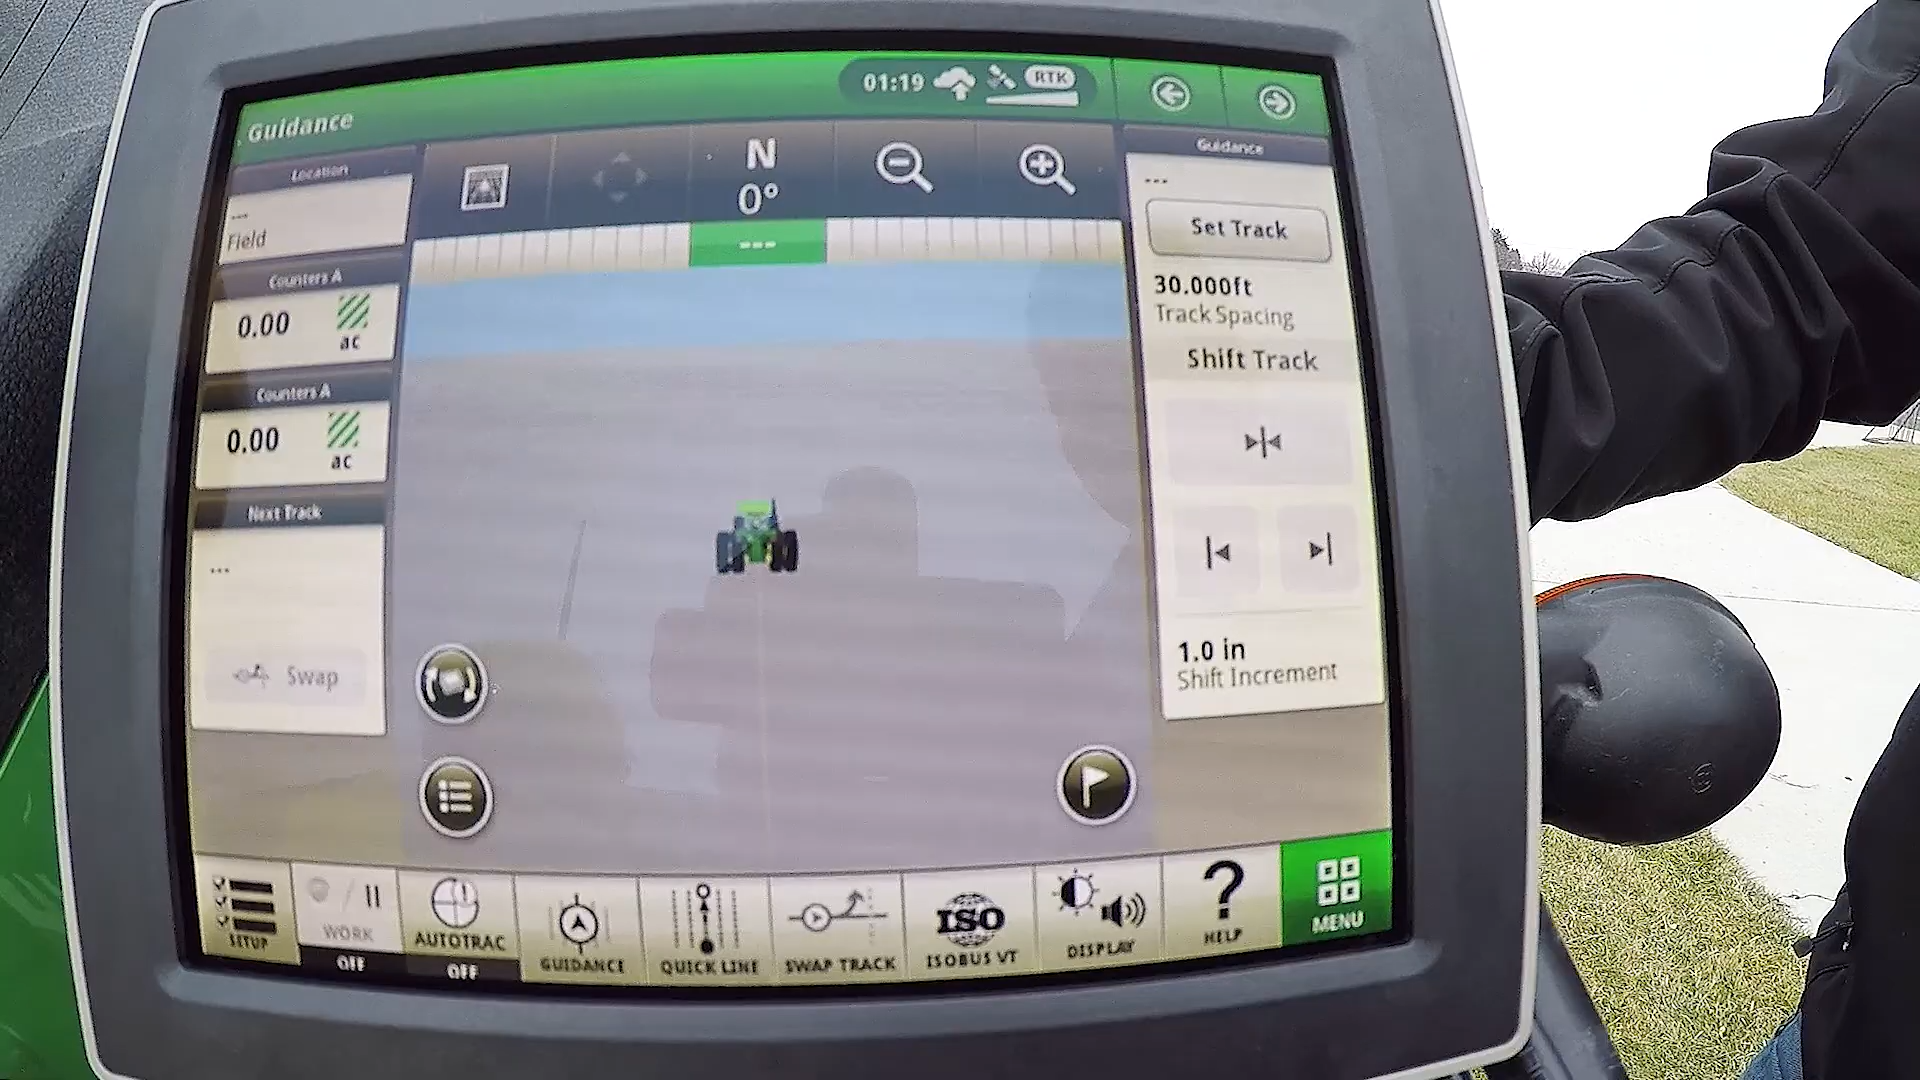 Guidance
01:19 RTK
Location
---
Field
Counters A
0.00
ac
Counters A
0.00
ac
Next Track
---
Swap
N
0°
---
Guidance
---
Set Track
30.000ft
Track Spacing
Shift Track
1.0 in
Shift Increment
SETUP
WORK
OFF
AUTOTRAC
OFF
GUIDANCE
QUICK LINE
SWAP TRACK
ISO
ISOBUS VT
DISPLAY
?
HELP
MENU